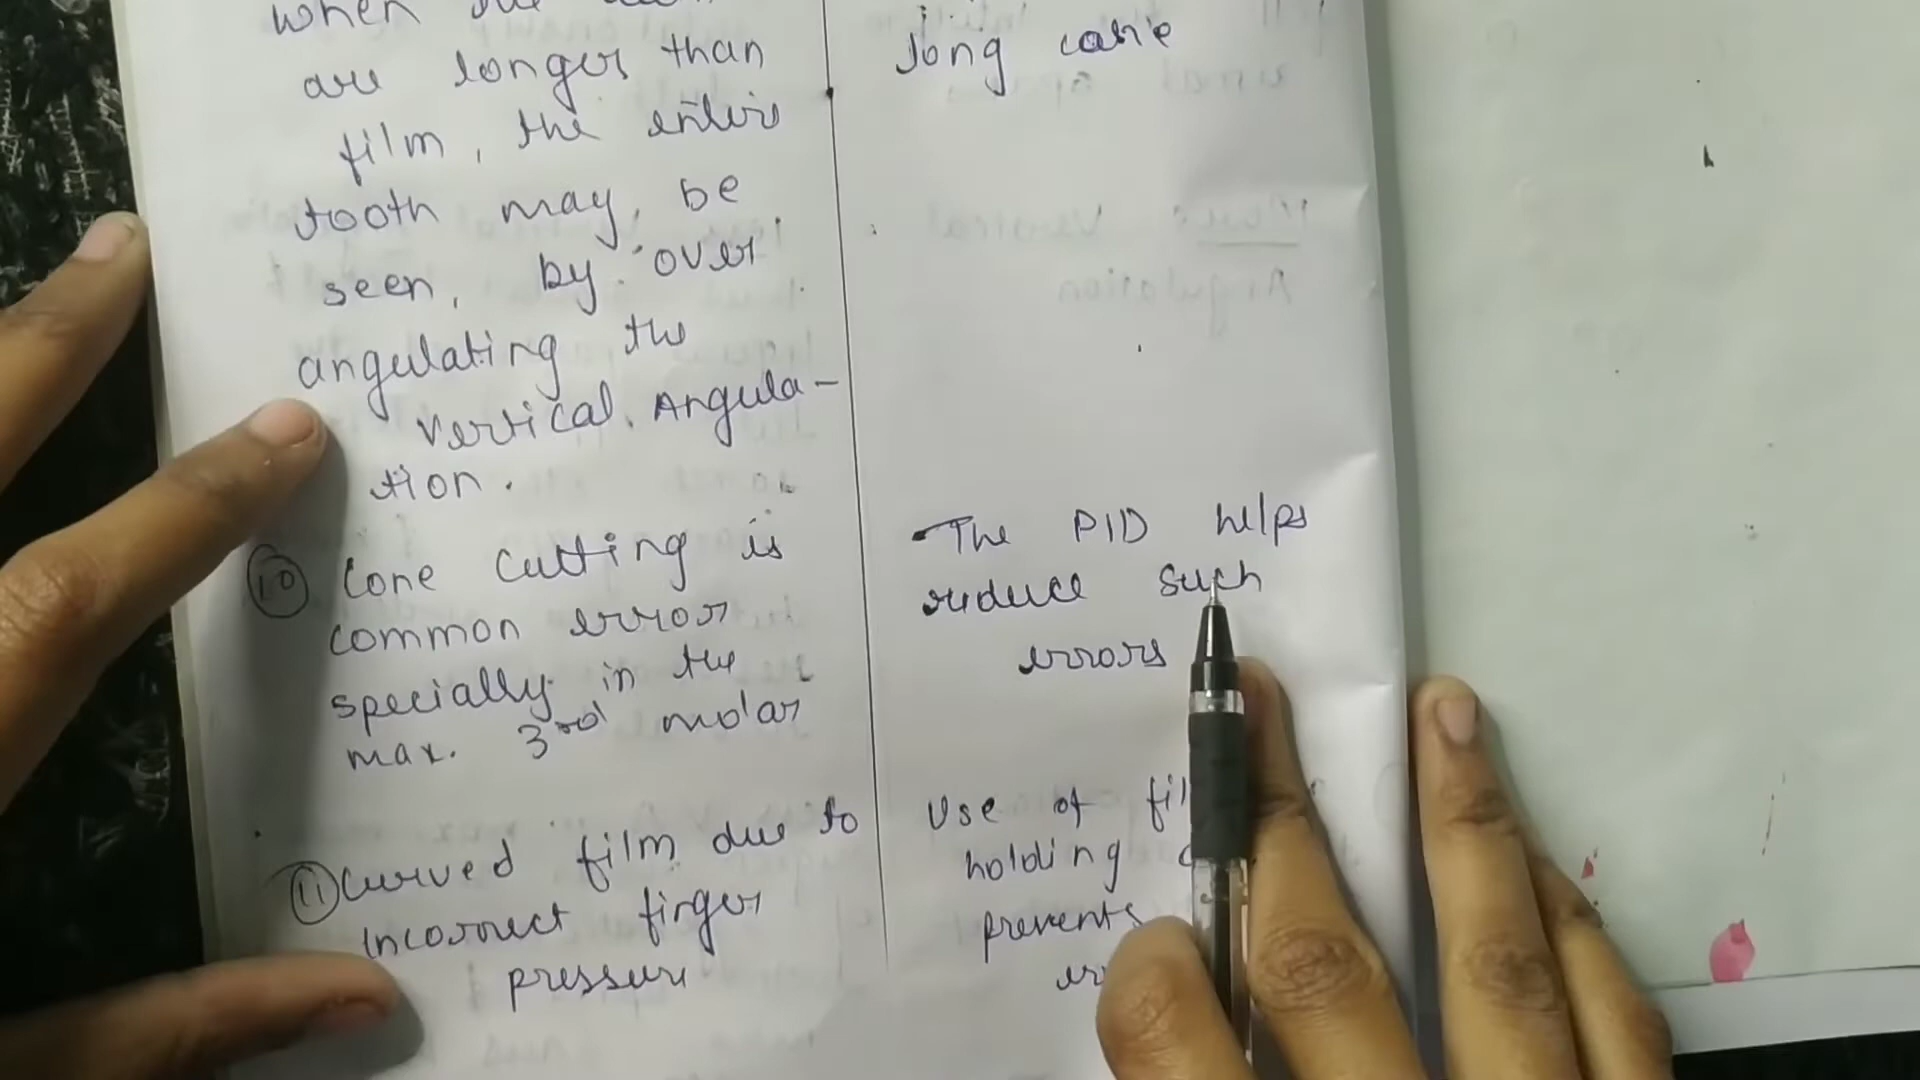 when
are longer than
film, the entire
tooth may, be
seen, by over
angulating the
vertical. Angula-
tion.
10 Cone cutting is
common error
specially in the
max. 3rd molar
11 Curved film due to
incorrect finger
pressure
long cone
- The PID helps
reduce such
errors
Use of
holding
prevents